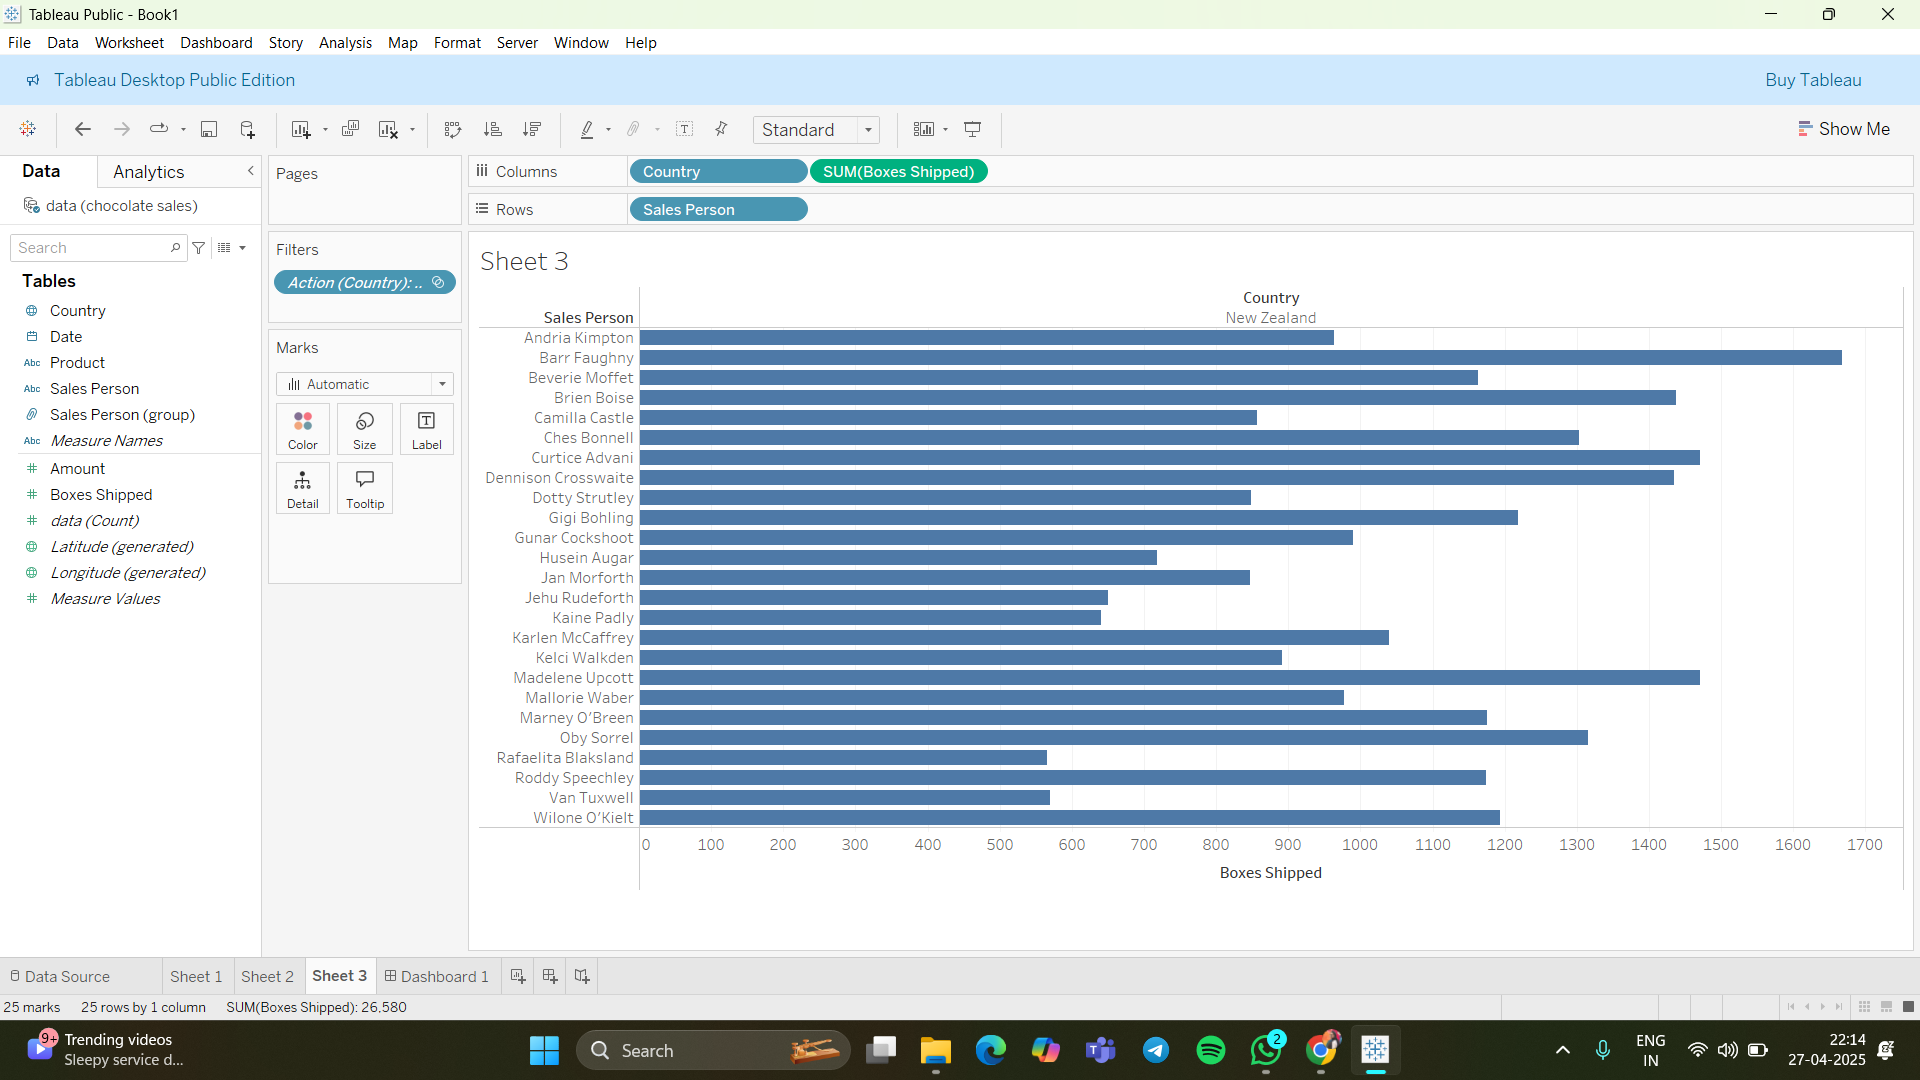 Tableau Public - Book1
File Data Worksheet Dashboard Story Analysis Map Format Server Window Help
Tableau Desktop Public Edition
Buy Tableau
Standard
Show Me
Data Analytics
data (chocolate sales)
Search
Tables
Country
Date
Abc Product
Abc Sales Person
Sales Person (group)
Abc Measure Names
Amount
Boxes Shipped
data (Count)
Latitude (generated)
Longitude (generated)
Measure Values
Pages
Filters
Action (Country): ..
Marks
Automatic
Color Size Label
Detail Tooltip
Columns Country SUM(Boxes Shipped)
Rows Sales Person
Sheet 3
Country
Sales Person New Zealand
Andria Kimpton
Barr Faughny
Beverie Moffet
Brien Boise
Camilla Castle
Ches Bonnell
Curtice Advani
Dennison Crosswaite
Dotty Strutley
Gigi Bohling
Gunar Cockshoot
Husein Augar
Jan Morforth
Jehu Rudeforth
Kaine Padly
Karlen McCaffrey
Kelci Walkden
Madelene Upcott
Mallorie Waber
Marney O’Breen
Oby Sorrel
Rafaelita Blaksland
Roddy Speechley
Van Tuxwell
Wilone O’Kielt
0 100 200 300 400 500 600 700 800 900 1000 1100 1200 1300 1400 1500 1600 1700
Boxes Shipped
Data Source Sheet 1 Sheet 2 Sheet 3 Dashboard 1
25 marks 25 rows by 1 column SUM(Boxes Shipped): 26,580
9+ Trending videos
Sleepy service d...
Search
2
ENG
IN
22:14
27-04-2025